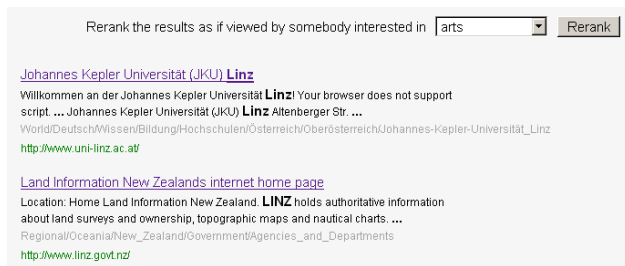 Rerank the results as if viewed by somebody interested in arts Rerank
Johannes Kepler Universität (JKU) Linz
Willkommen an der Johannes Kepler Universität Linz! Your browser does not support
script. ... Johannes Kepler Universität (JKU) Linz Altenberger Str. ...
World/Deutsch/Wissen/Bildung/Hochschulen/Österreich/Oberösterreich/Johannes-Kepler-Universität_Linz
http://www.uni-linz.ac.at/
Land Information New Zealands internet home page
Location: Home Land Information New Zealand. LINZ holds authoritative information
about land surveys and ownership, topographic maps and nautical charts. ...
Regional/Oceania/New_Zealand/Government/Agencies_and_Departments
http://www.linz.govt.nz/